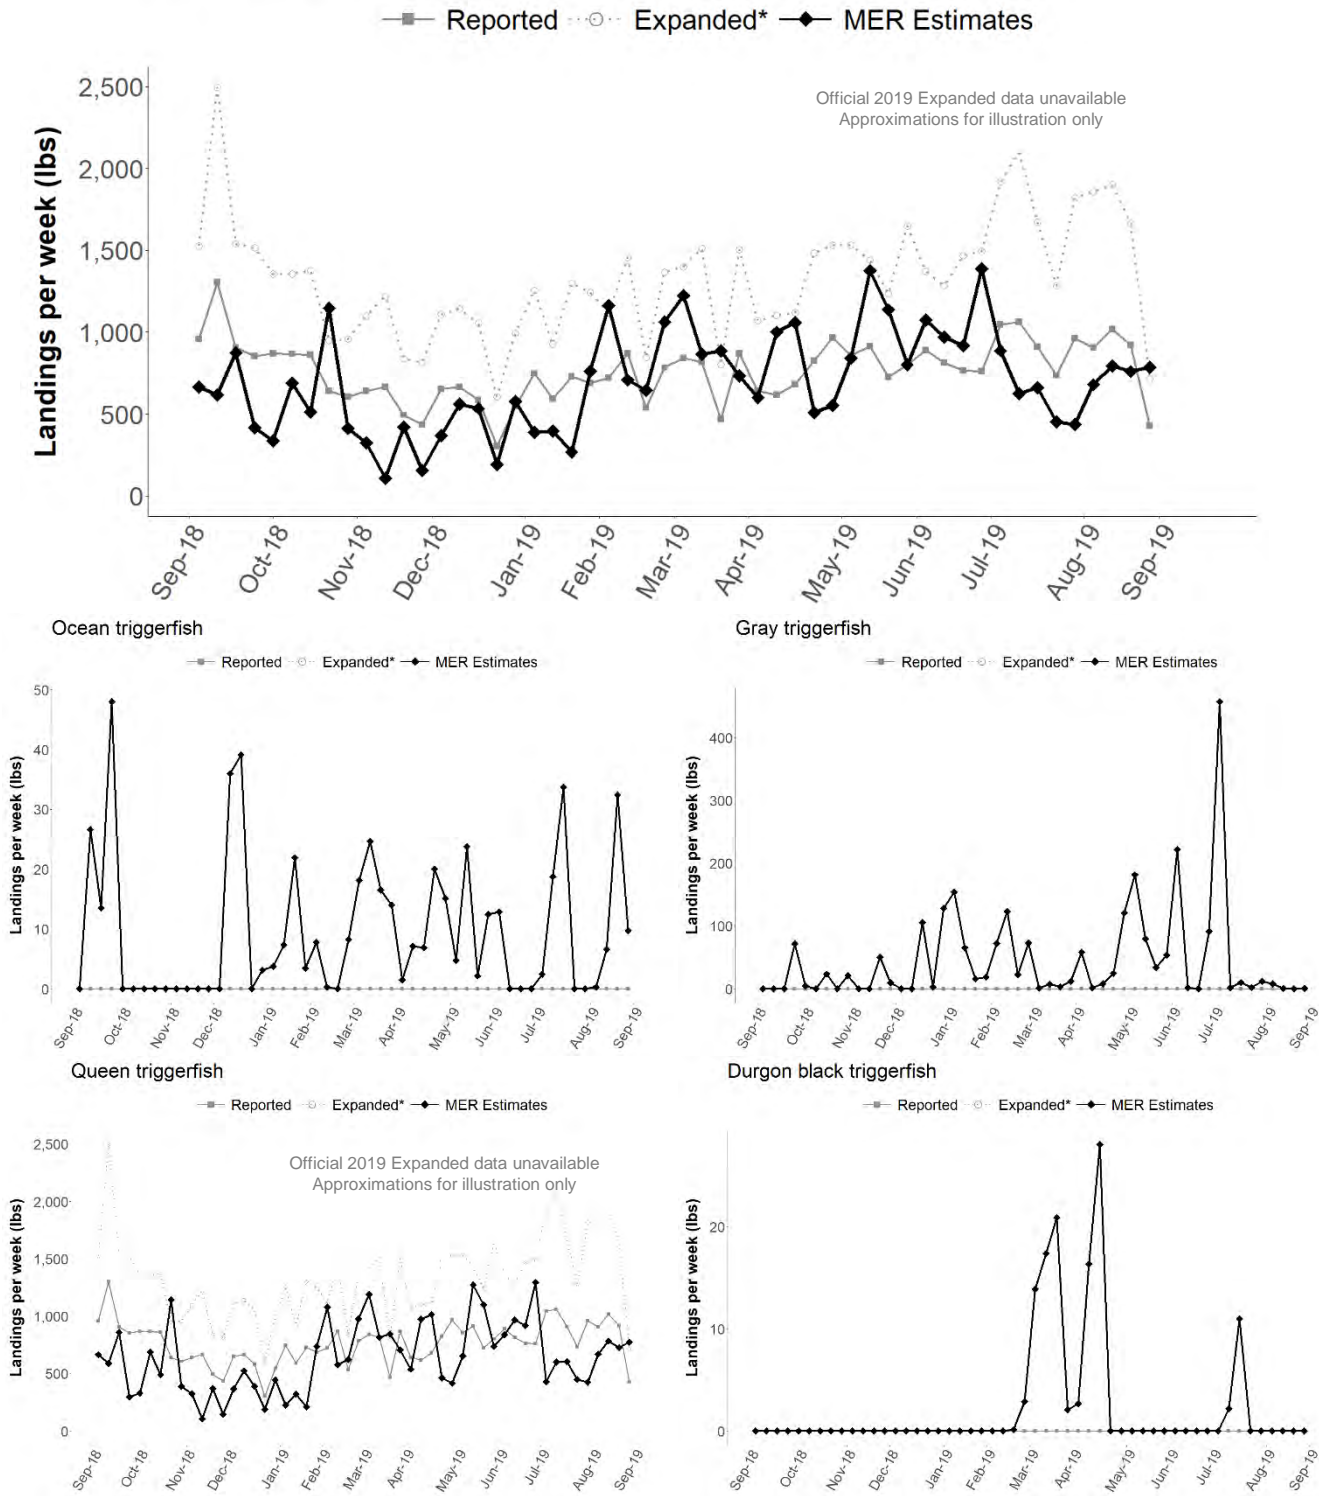 Reported Expanded* MER Estimates
Official 2019 Expanded data unavailable
Approximations for illustration only
Landings per week (lbs)
2,500
2,000
1,500
1,000
500
0
Sep-18 Oct-18 Nov-18 Dec-18 Jan-19 Feb-19 Mar-19 Apr-19 May-19 Jun-19 Jul-19 Aug-19 Sep-19
Ocean triggerfish
Reported Expanded* MER Estimates
Landings per week (lbs)
50
40
30
20
10
0
Sep-18 Oct-18 Nov-18 Dec-18 Jan-19 Feb-19 Mar-19 Apr-19 May-19 Jun-19 Jul-19 Aug-19 Sep-19
Gray triggerfish
Reported Expanded* MER Estimates
Landings per week (lbs)
400
300
200
100
0
Sep-18 Oct-18 Nov-18 Dec-18 Jan-19 Feb-19 Mar-19 Apr-19 May-19 Jun-19 Jul-19 Aug-19 Sep-19
Queen triggerfish
Reported Expanded* MER Estimates
Official 2019 Expanded data unavailable
Approximations for illustration only
Landings per week (lbs)
2,500
2,000
1,500
1,000
500
0
Sep-18 Oct-18 Nov-18 Dec-18 Jan-19 Feb-19 Mar-19 Apr-19 May-19 Jun-19 Jul-19 Aug-19 Sep-19
Durgon black triggerfish
Reported Expanded* MER Estimates
Landings per week (lbs)
20
10
0
Sep-18 Oct-18 Nov-18 Dec-18 Jan-19 Feb-19 Mar-19 Apr-19 May-19 Jun-19 Jul-19 Aug-19 Sep-19